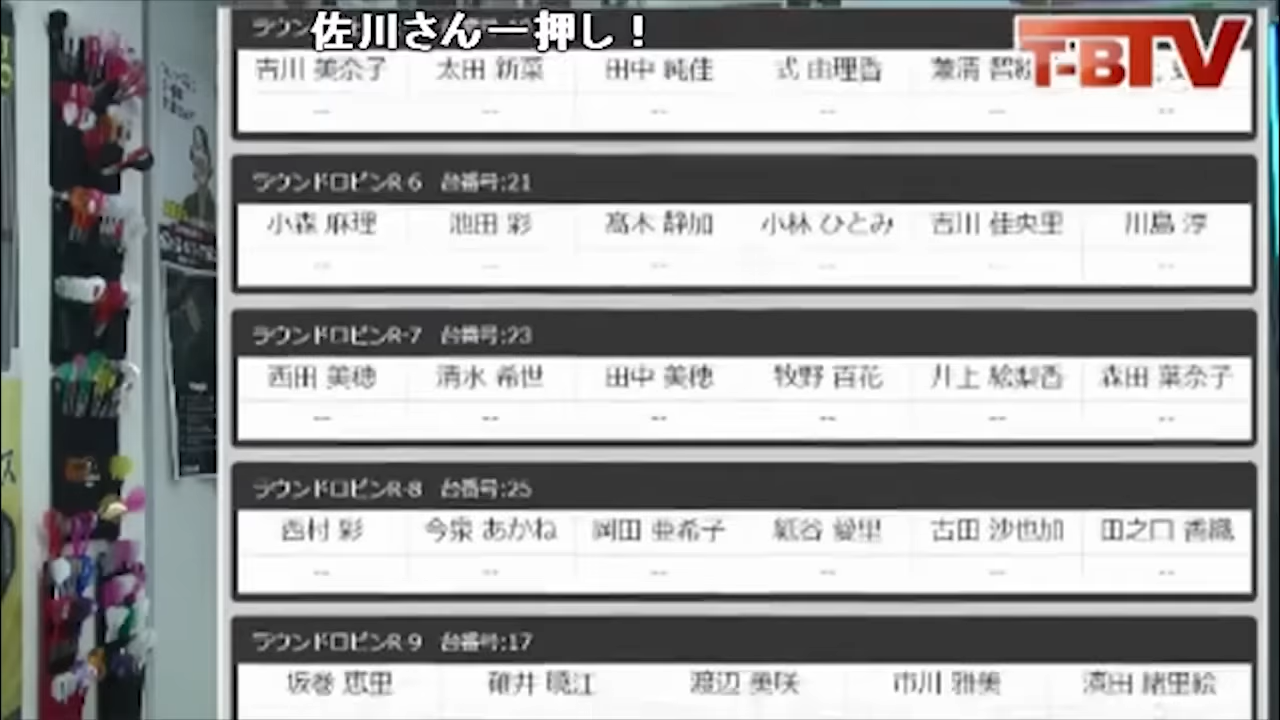 佐川さん一押し！
T-BTV
吉川 美奈子 太田 新菜 田中 純佳 式 由理香
-- -- -- -- -- --
ラウンドロビンR-6 台番号:21
小森 麻理 池田 彩 高木 静加 小林 ひとみ 吉川 佳央里 川島 淳
-- -- -- -- -- --
ラウンドロビンR-7 台番号:23
西田 美穂 清水 希世 田中 美穂 牧野 百花 井上 絵梨香 森田 菜奈子
-- -- -- -- -- --
ラウンドロビンR-8 台番号:25
西村 彩 今泉 あかね 岡田 亜希子 紙谷 愛里 古田 沙也加 田之口 香織
-- -- -- -- -- --
ラウンドロビンR-9 台番号:17
坂巻 恵里 碓井 暁江 渡辺 美咲 市川 雅美 濱田 緒里絵